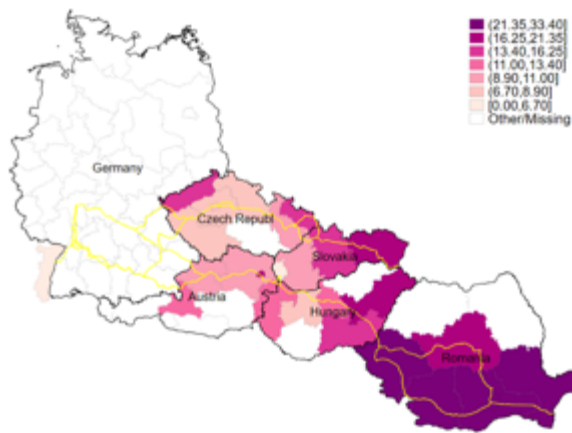 (21.35,33.40]
(16.25,21.35]
(13.40,16.25]
(11.00,13.40]
(8.90,11.00]
(6.70,8.90]
[0.00,6.70]
Other/Missing
Germany
Czech Republ
Slovakia
Austria
Hungary
Romania